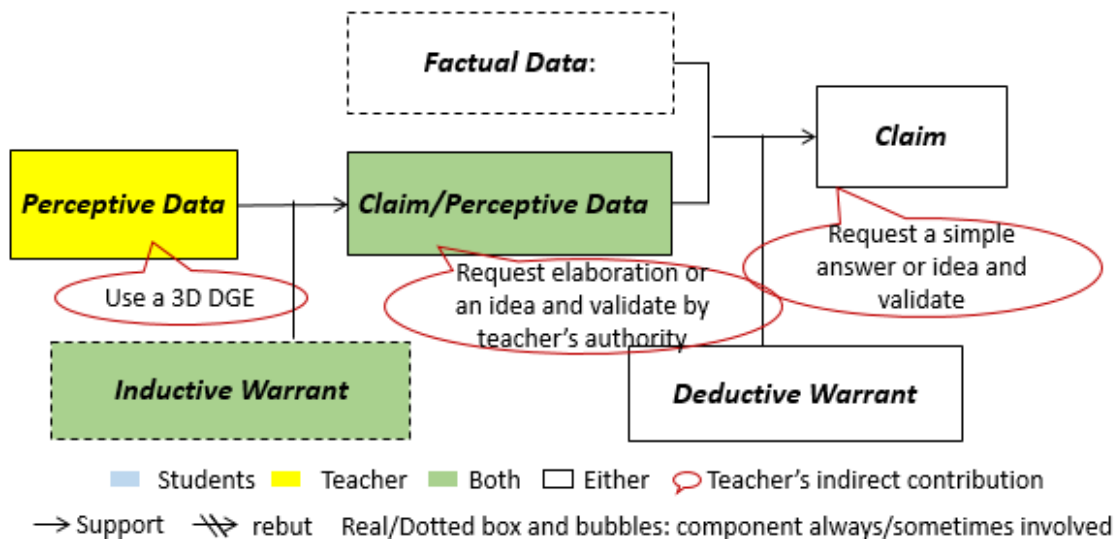 Factual Data:
Claim
Perceptive Data
Claim/Perceptive Data
Use a 3D DGE
Request elaboration or
an idea and validate by
teacher's authority
Request a simple
answer or idea and
validate
Inductive Warrant
Deductive Warrant
Students Teacher Both Either Teacher's indirect contribution
Support rebut Real/Dotted box and bubbles: component always/sometimes involved